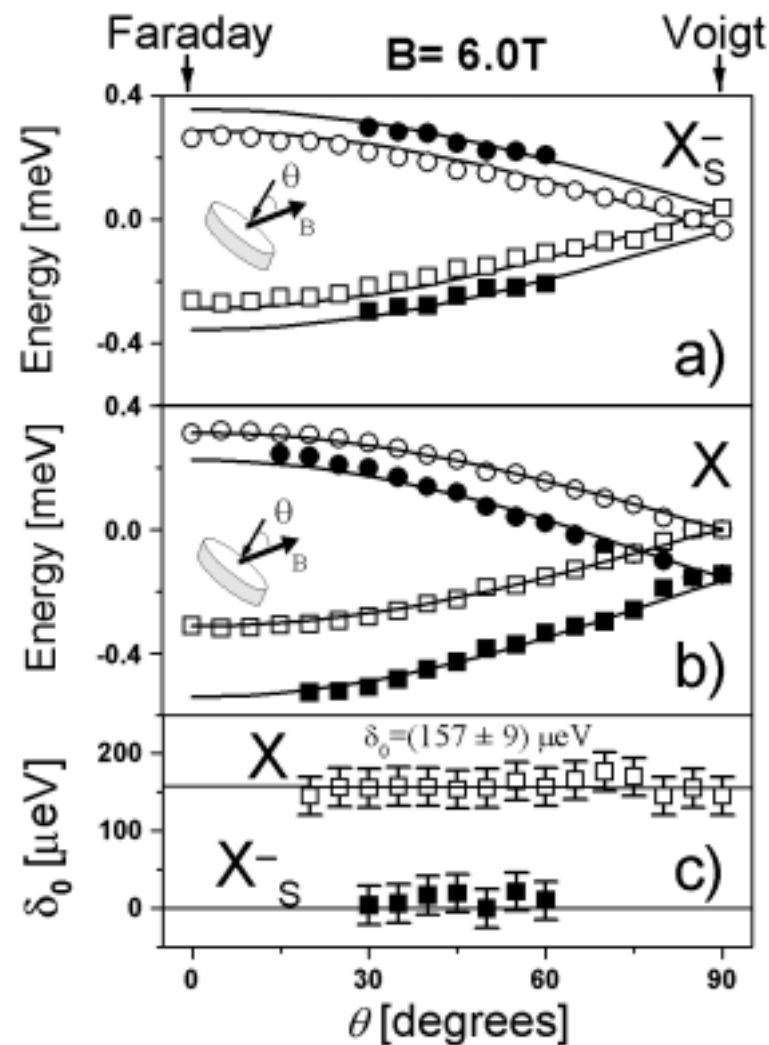 Faraday B= 6.0T Voigt
0.4
0.0
-0.4
Energy [meV]
θ
B
X⁻S
a)
0.4
0.0
-0.4
Energy [meV]
θ
B
X
b)
200
100
0
δ₀ [μeV]
X
δ₀=(157 ± 9) μeV
X⁻S
c)
0 30 60 90
θ [degrees]